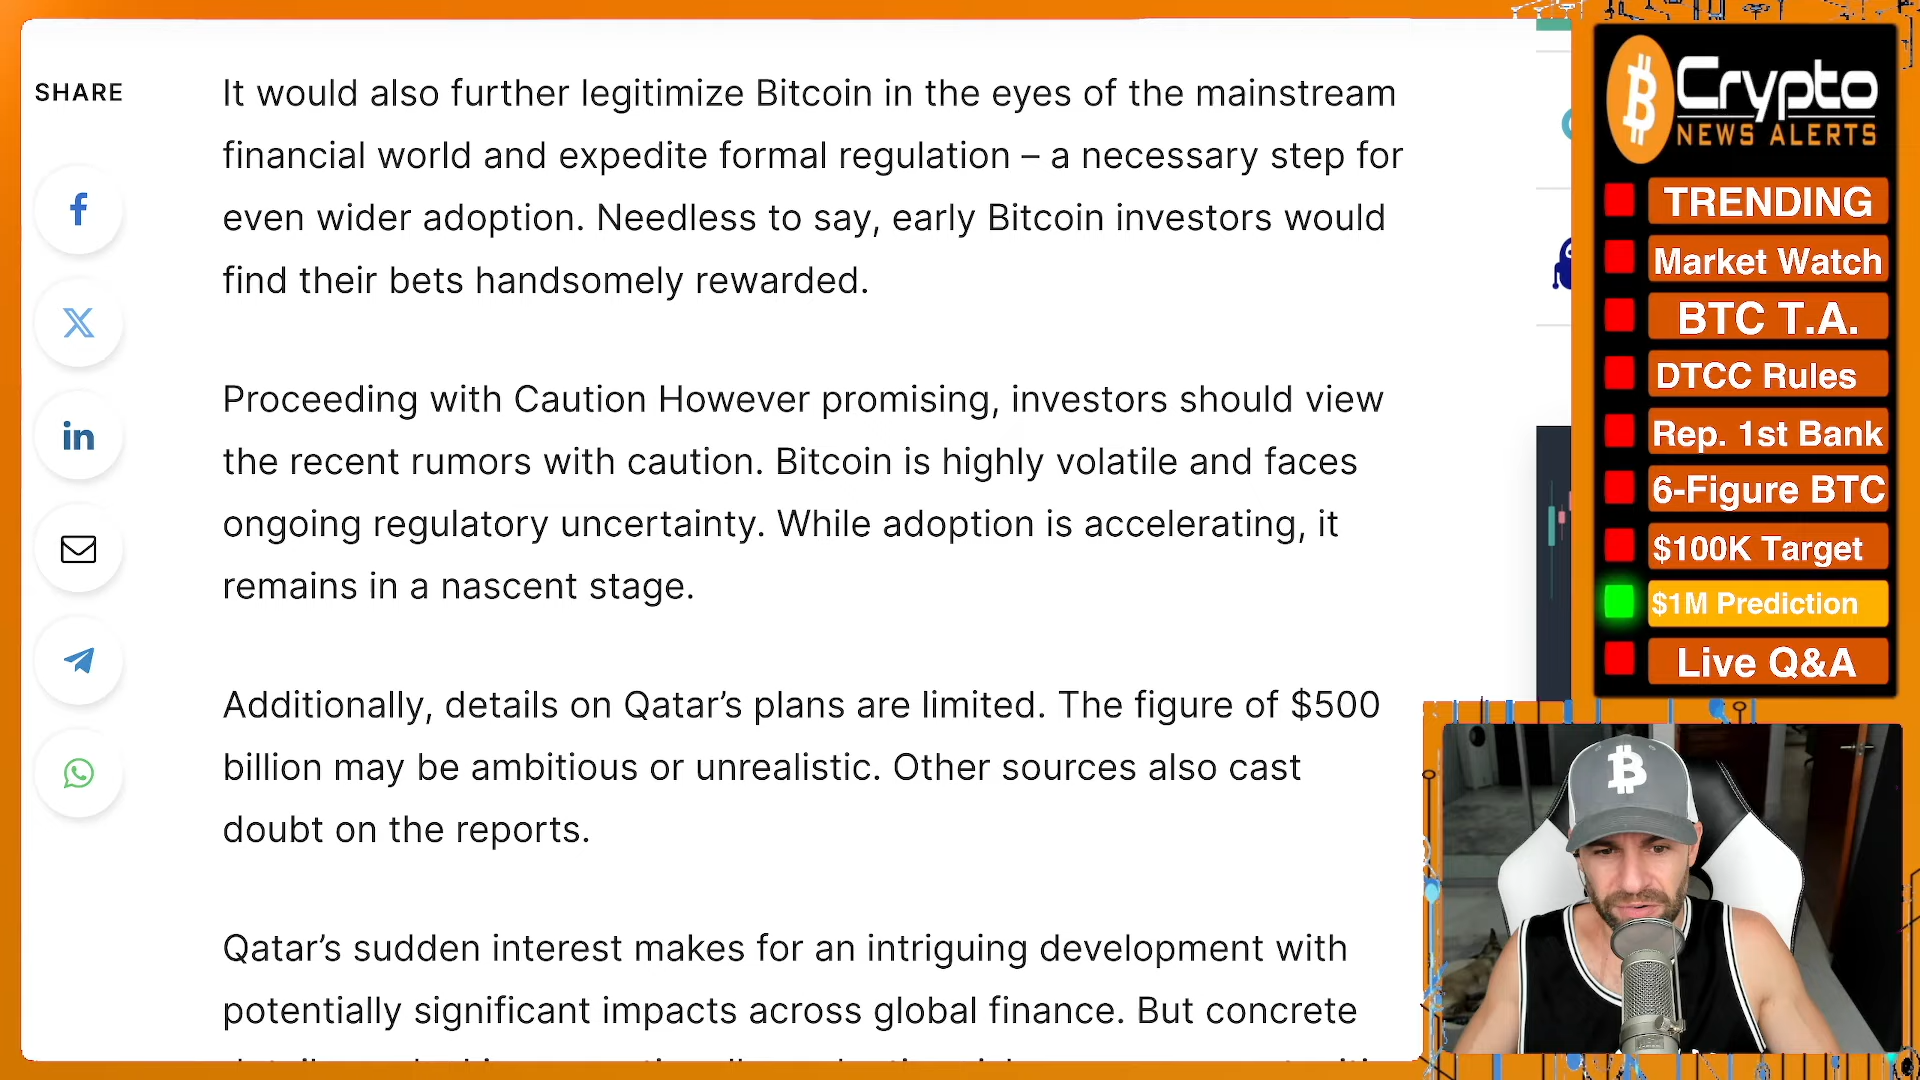 SHARE
It would also further legitimize Bitcoin in the eyes of the mainstream
financial world and expedite formal regulation – a necessary step for
even wider adoption. Needless to say, early Bitcoin investors would
find their bets handsomely rewarded.
Proceeding with Caution However promising, investors should view
the recent rumors with caution. Bitcoin is highly volatile and faces
ongoing regulatory uncertainty. While adoption is accelerating, it
remains in a nascent stage.
Additionally, details on Qatar’s plans are limited. The figure of $500
billion may be ambitious or unrealistic. Other sources also cast
doubt on the reports.
Qatar’s sudden interest makes for an intriguing development with
potentially significant impacts across global finance. But concrete
Crypto
NEWS ALERTS
TRENDING
Market Watch
BTC T.A.
DTCC Rules
Rep. 1st Bank
6-Figure BTC
$100K Target
$1M Prediction
Live Q&A